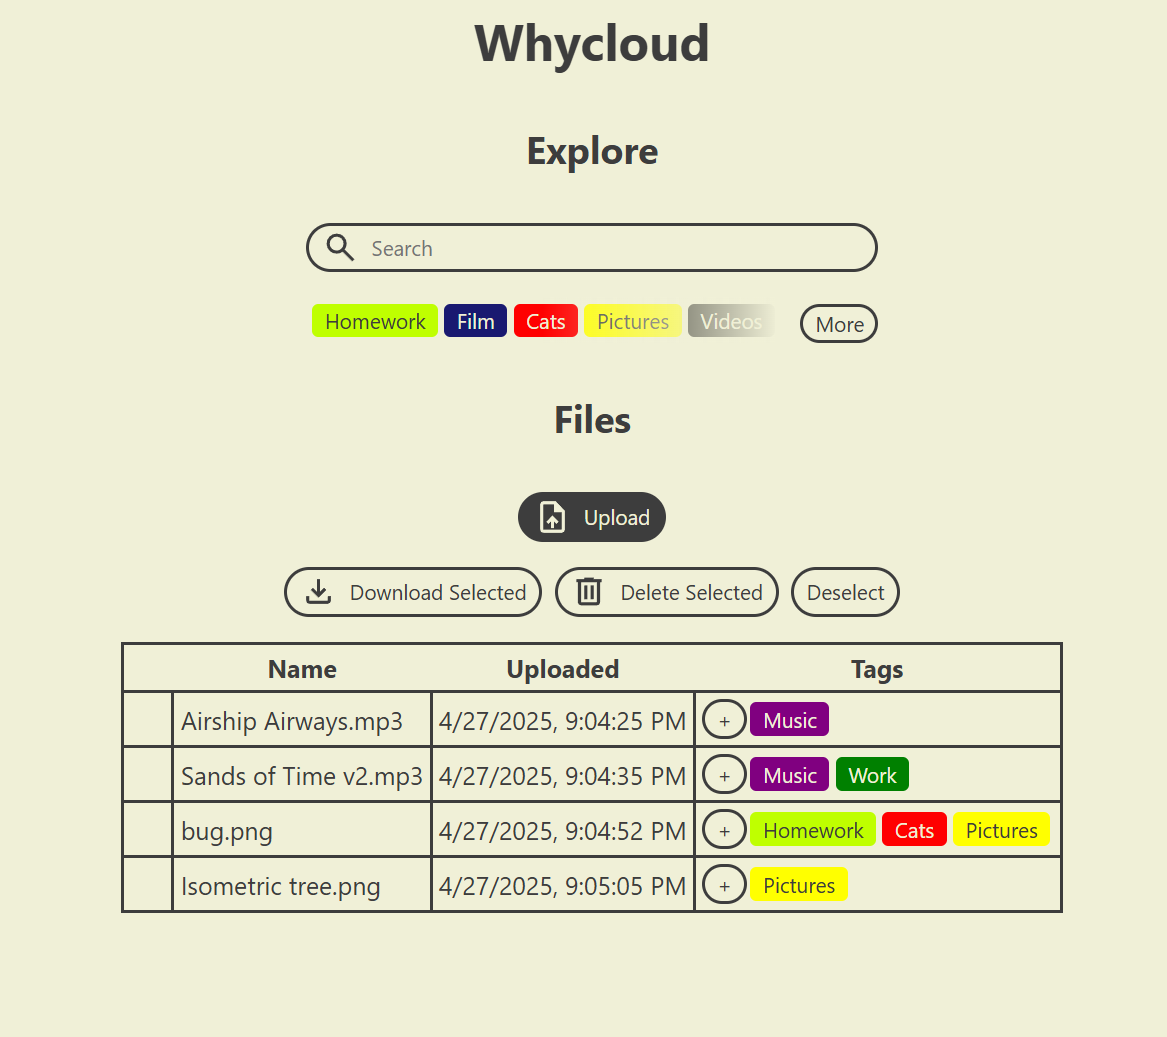 Whycloud
Explore
Search
Homework Film Cats Pictures Videos More
Files
Upload
Download Selected Delete Selected Deselect
Name Uploaded Tags
Airship Airways.mp3 4/27/2025, 9:04:25 PM + Music
Sands of Time v2.mp3 4/27/2025, 9:04:35 PM + Music Work
bug.png 4/27/2025, 9:04:52 PM + Homework Cats Pictures
Isometric tree.png 4/27/2025, 9:05:05 PM + Pictures